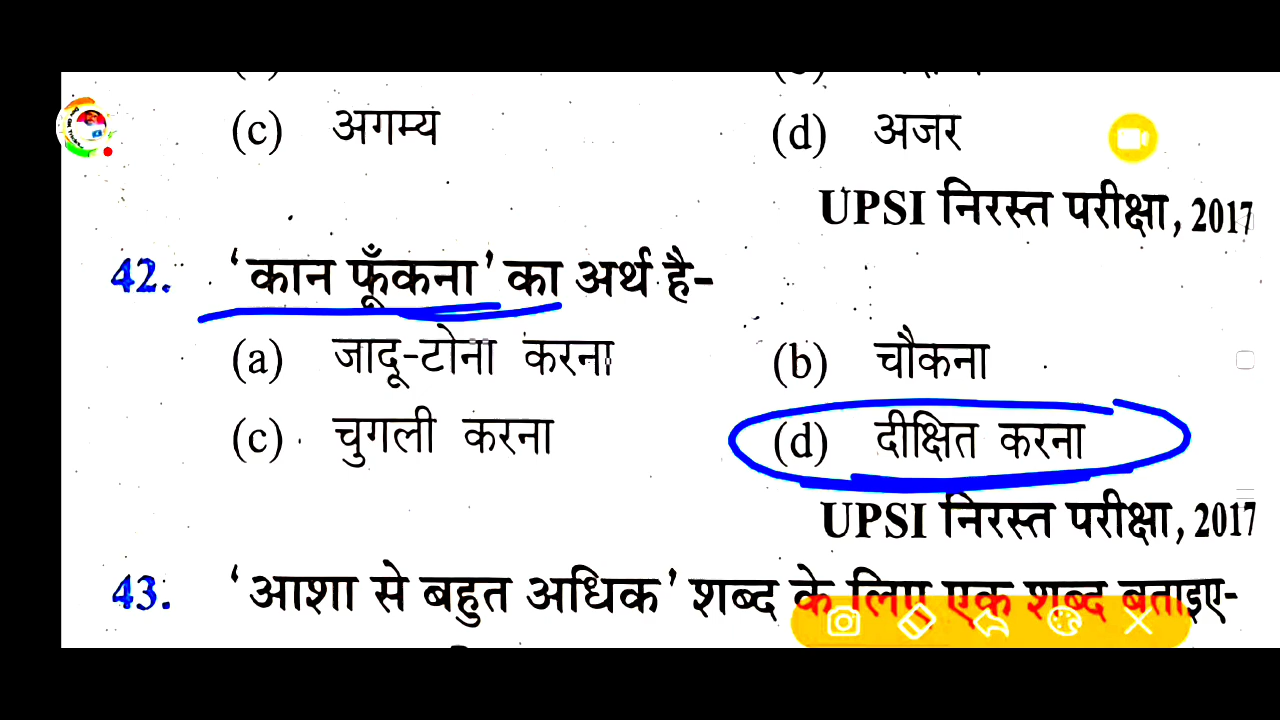 (c) अगम्य (d) अजर
UPSI निरस्त परीक्षा, 2017
42. 'कान फूँकना' का अर्थ है-
(a) जादू-टोना करना (b) चौकना
(c) चुगली करना (d) दीक्षित करना
UPSI निरस्त परीक्षा, 2017
43. 'आशा से बहुत अधिक' शब्द के लिए एक शब्द बताइए-